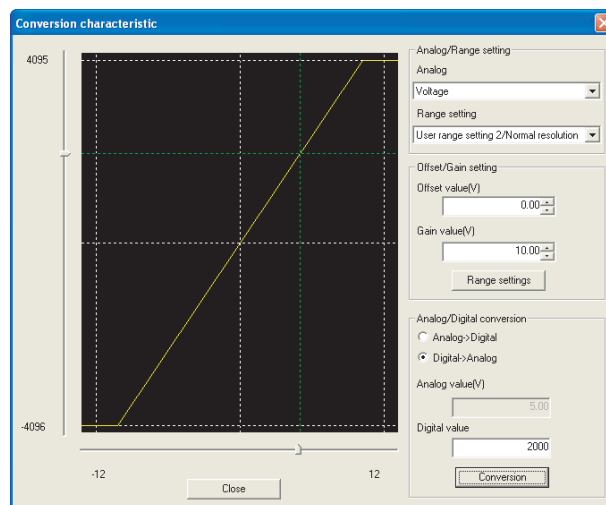 Conversion characteristic
4095
-4096
-12
12
Close
Analog/Range setting
Analog
Voltage
Range setting
User range setting 2/Normal resolution
Offset/Gain setting
Offset value(V)
0.00
Gain value(V)
10.00
Range settings
Analog/Digital conversion
Analog->Digital
Digital->Analog
Analog value(V)
5.00
Digital value
2000
Conversion